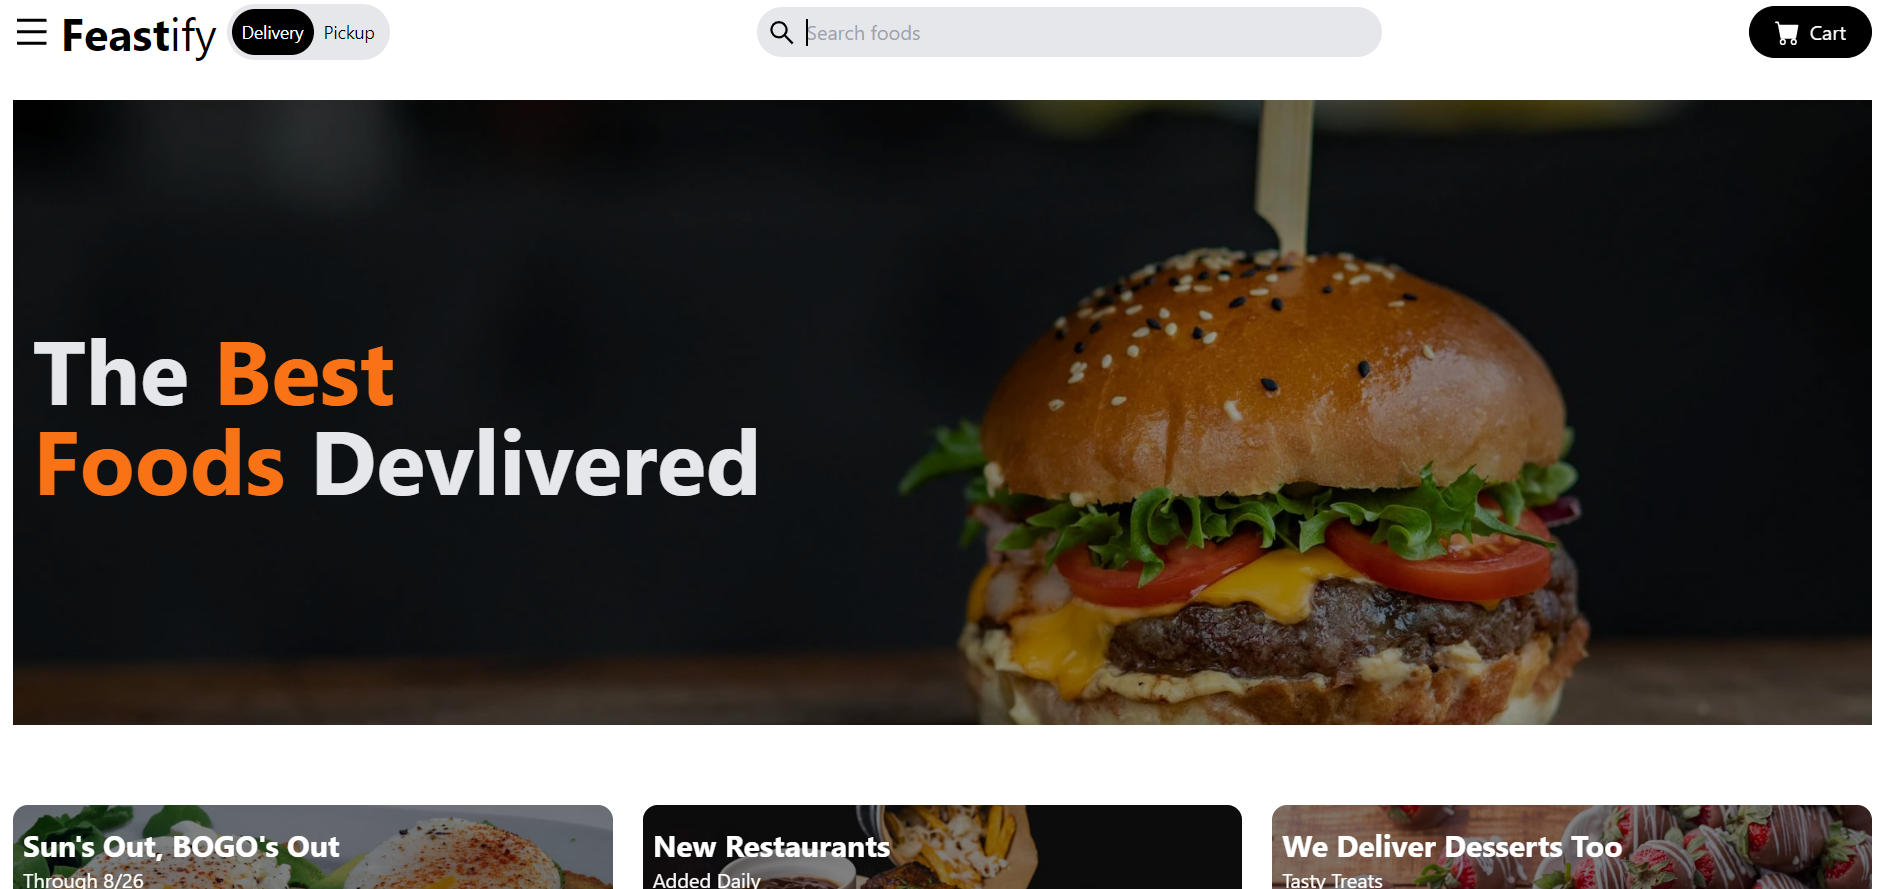 Feastify
Delivery Pickup
Search foods
Cart
The Best
Foods Devlivered
Sun's Out, BOGO's Out
Through 8/26
New Restaurants
Added Daily
We Deliver Desserts Too
Tasty Treats